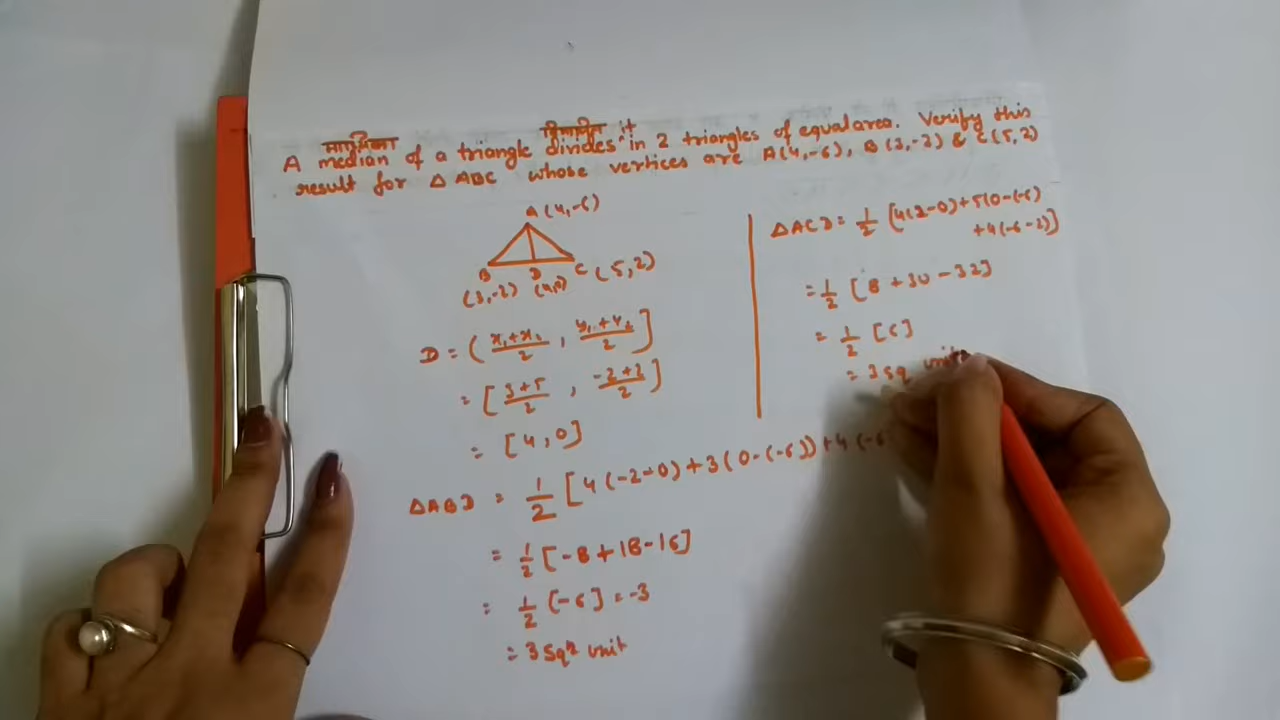 माध्यिका विभाजित it
A median of a triangle divides in 2 triangles of equal area. Verify this
result for Δ ABC whose vertices are A(4,-6), B(3,-2) & C(5,2)
A (4,-6)
B D C (5,2)
(3,-2) (4,0)
D = (x₁+x₂/2, y₁+y₂/2]
= [3+5/2, -2+2/2]
= [4,0]
ΔABD = 1/2 [4(-2-0)+3(0-(-6))+4(-6
= 1/2 [-8+18-16]
= 1/2 [-6] = -3
= 3 Sqr unit
ΔACD = 1/2 [4(2-0)+5(0-(-6)
+4(-6-2)]
= 1/2 [8+30-32]
= 1/2 [6]
= 3 sq unit